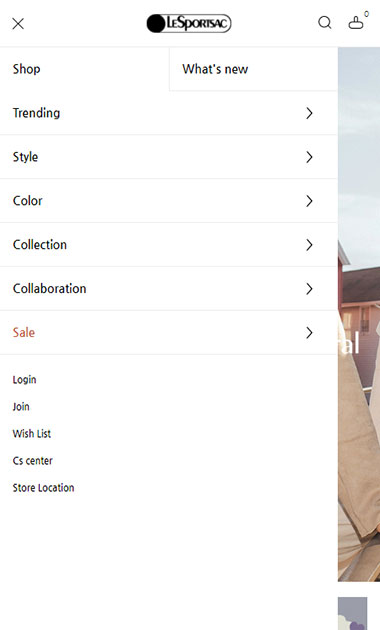 LESPORTSAC
0
Shop
What's new
Trending
Style
Color
Collection
Collaboration
Sale
al
Login
Join
Wish List
Cs center
Store Location